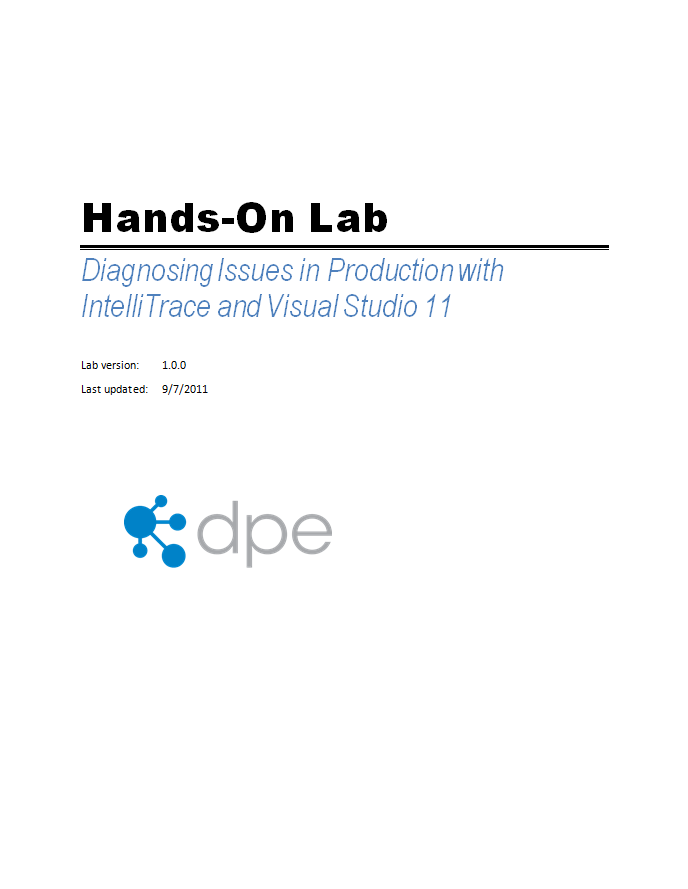 Hands-On Lab
Diagnosing Issues in Production with
IntelliTrace and Visual Studio 11
Lab version: 1.0.0
Last updated: 9/7/2011
dpe